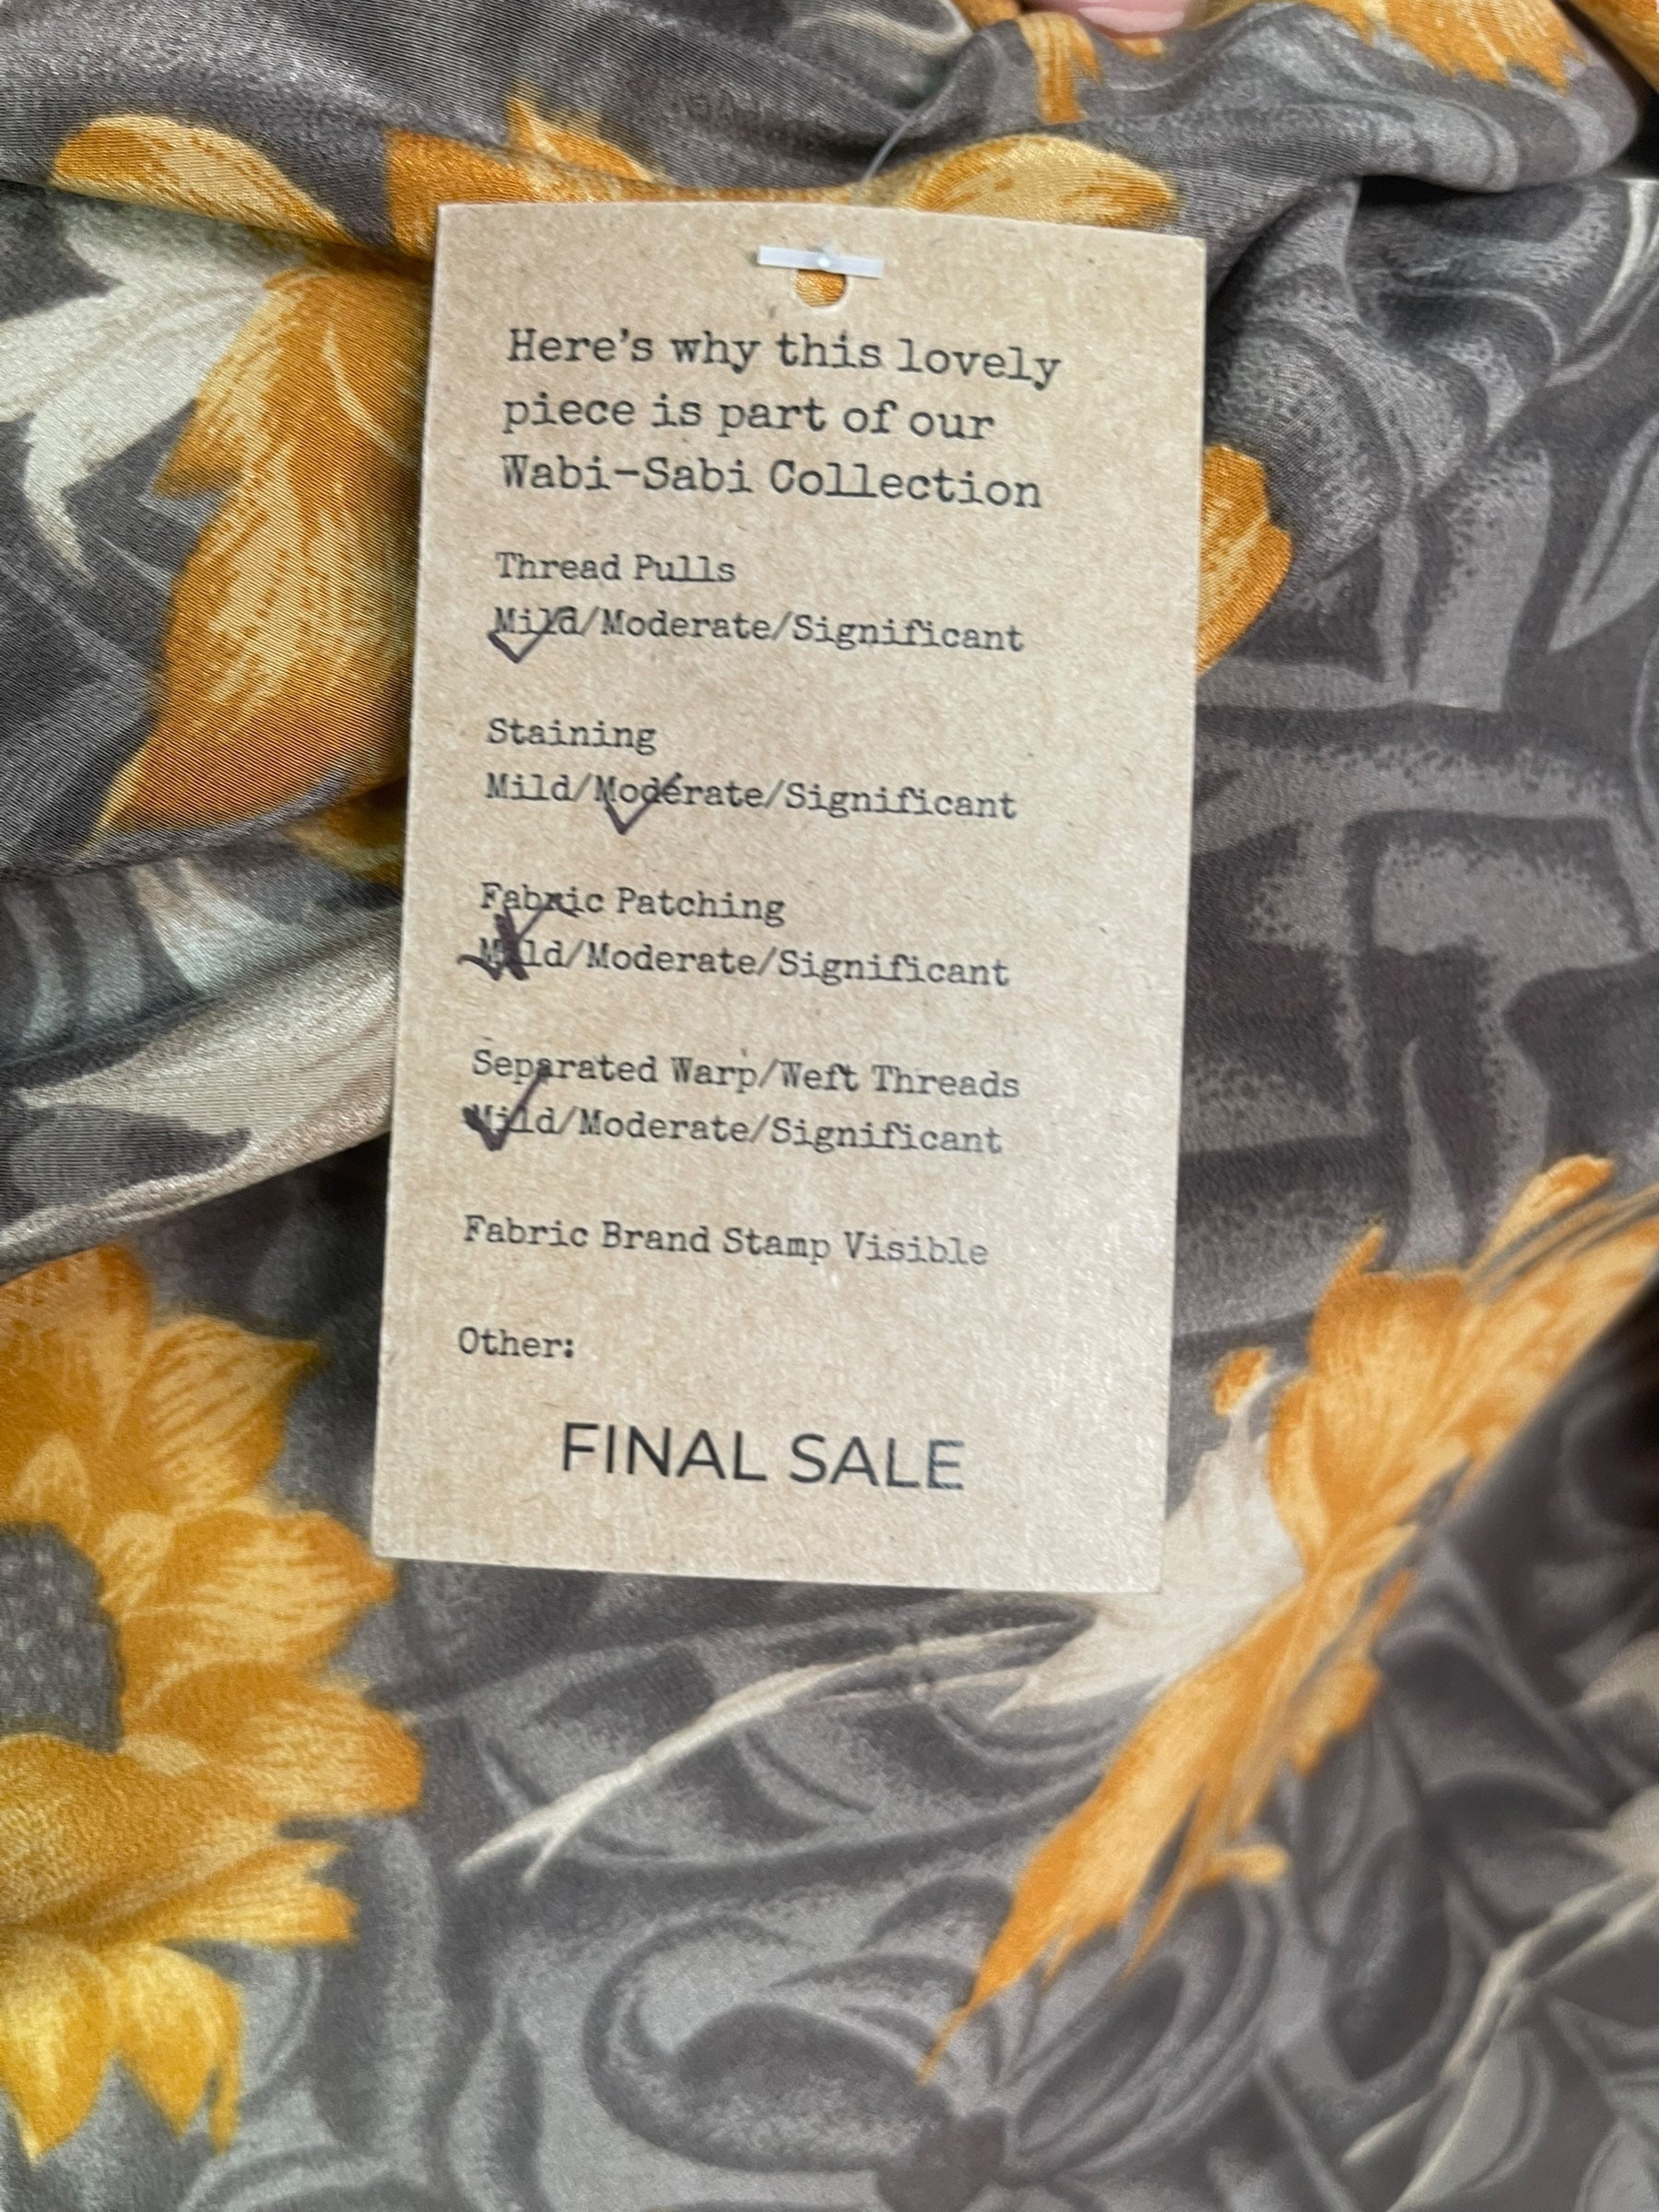 Here's why this lovely
piece is part of our
Wabi-Sabi Collection
Thread Pulls
Mild/Moderate/Significant
Staining
Mild/Moderate/Significant
Fabric Patching
Mild/Moderate/Significant
Separated Warp/Weft Threads
Mild/Moderate/Significant
Fabric Brand Stamp Visible
Other:
FINAL SALE